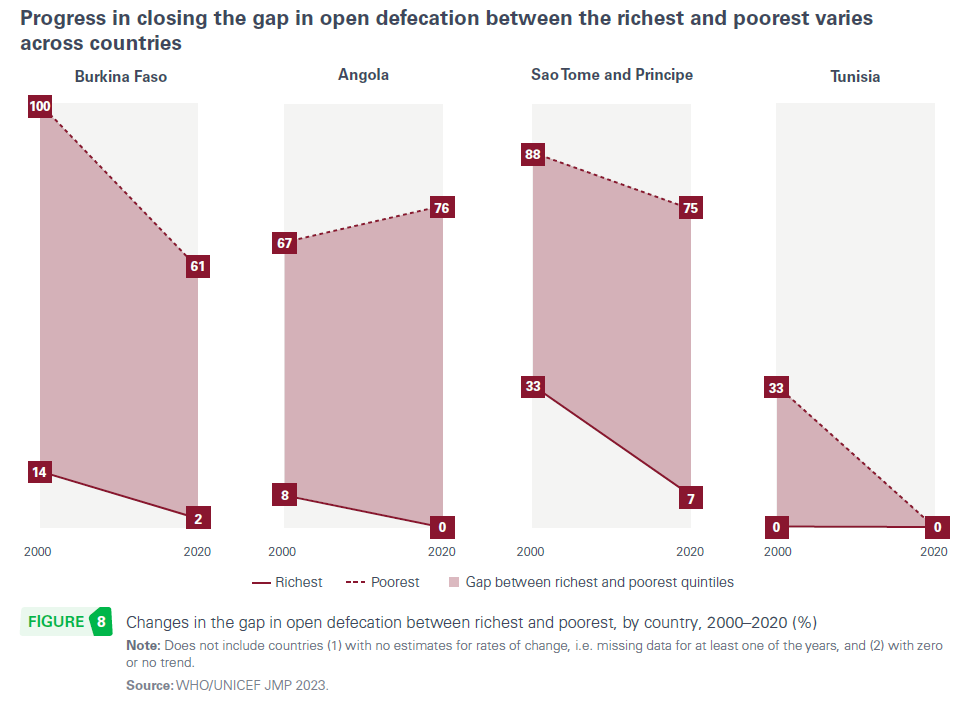 Progress in closing the gap in open defecation between the richest and poorest varies
across countries
Burkina Faso
100
61
14
2
2000 2020
Angola
67
76
8
0
2000 2020
Sao Tome and Principe
88
75
33
7
2000 2020
Tunisia
33
0
0
2000 2020
Richest Poorest Gap between richest and poorest quintiles
FIGURE 8 Changes in the gap in open defecation between richest and poorest, by country, 2000–2020 (%)
Note: Does not include countries (1) with no estimates for rates of change, i.e. missing data for at least one of the years, and (2) with zero
or no trend.
Source: WHO/UNICEF JMP 2023.